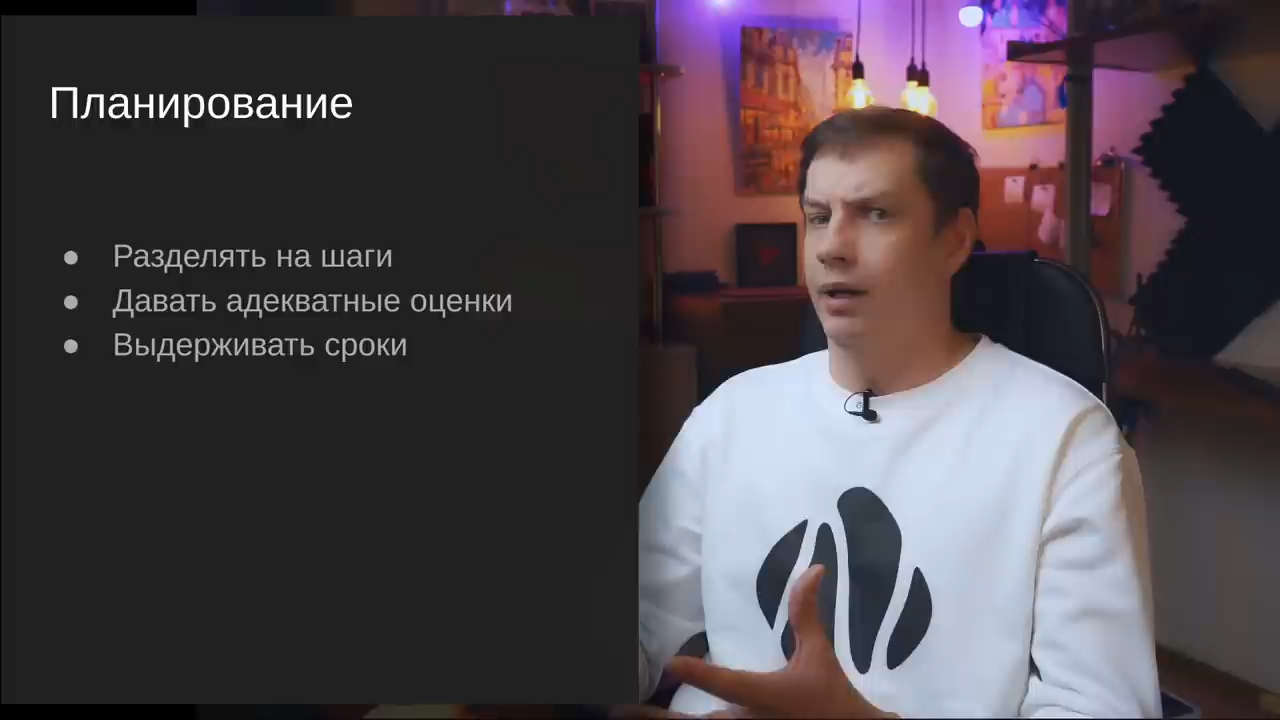 Планирование
Разделять на шаги
Давать адекватные оценки
Выдерживать сроки